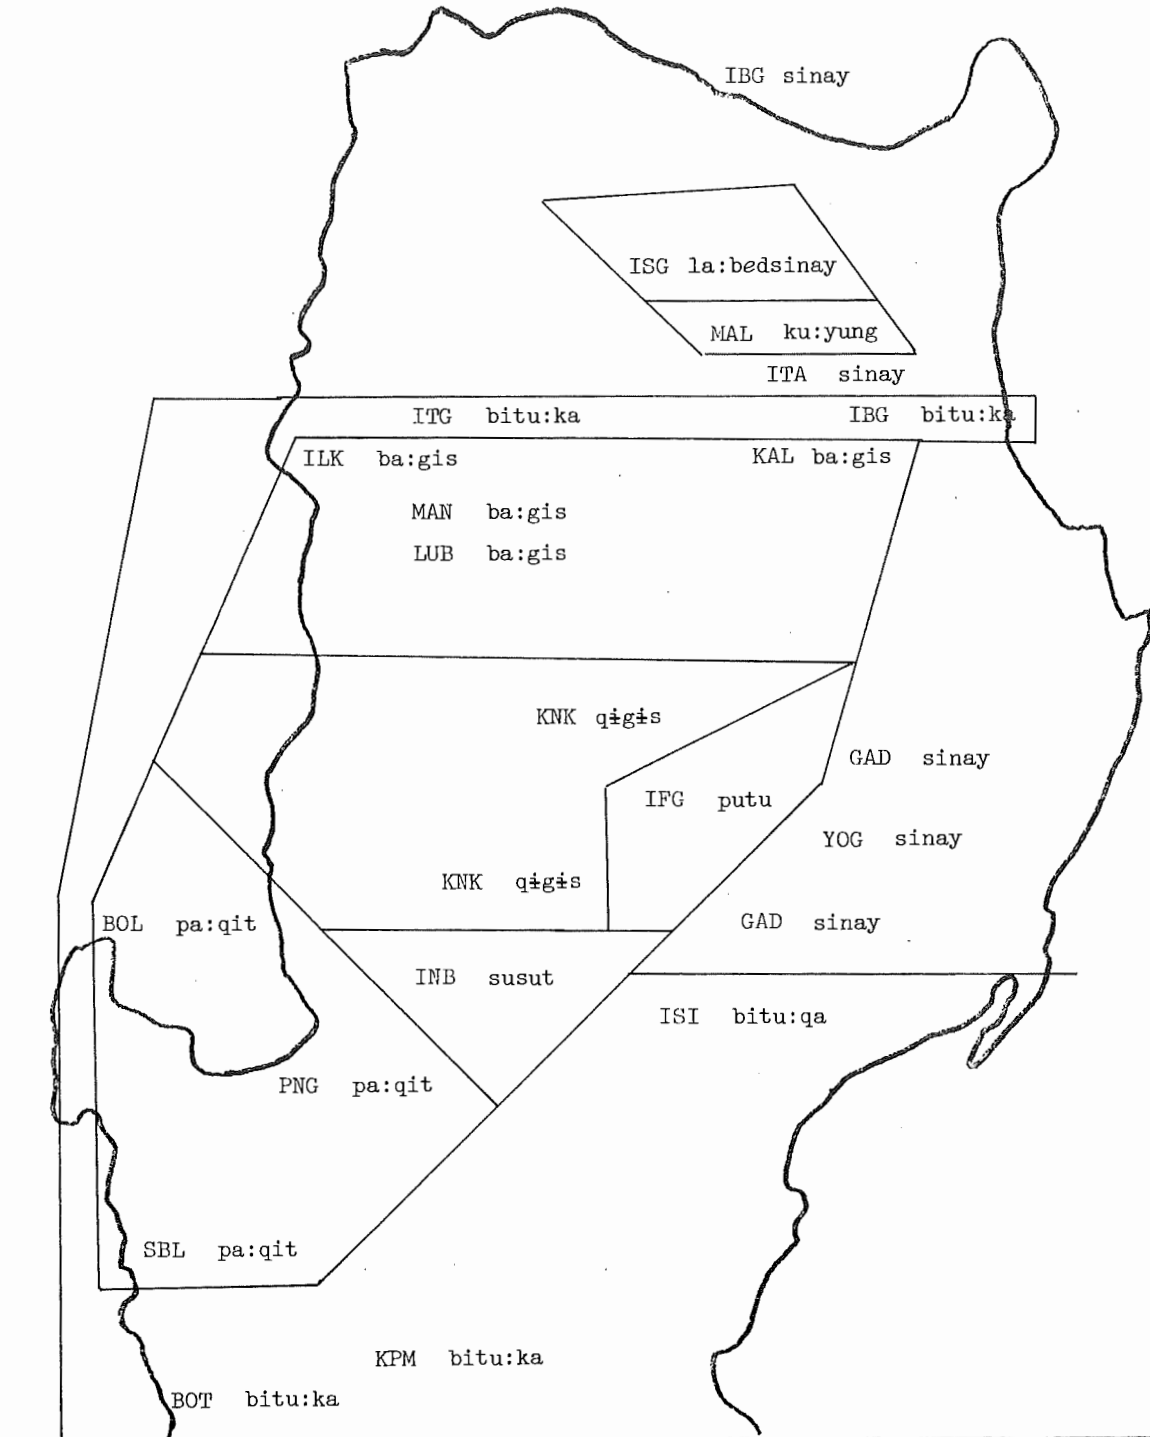 IBG sinay
ISG la:bedsinay
MAL ku:yung
ITA sinay
ITG bitu:ka IBG bitu:ka
ILK ba:gis KAL ba:gis
MAN ba:gis
LUB ba:gis
KNK qɨgɨs
GAD sinay
IFG putu
YOG sinay
KNK qɨgɨs
BOL pa:qit GAD sinay
INB susut
ISI bitu:qa
PNG pa:qit
SBL pa:qit
KPM bitu:ka
BOT bitu:ka